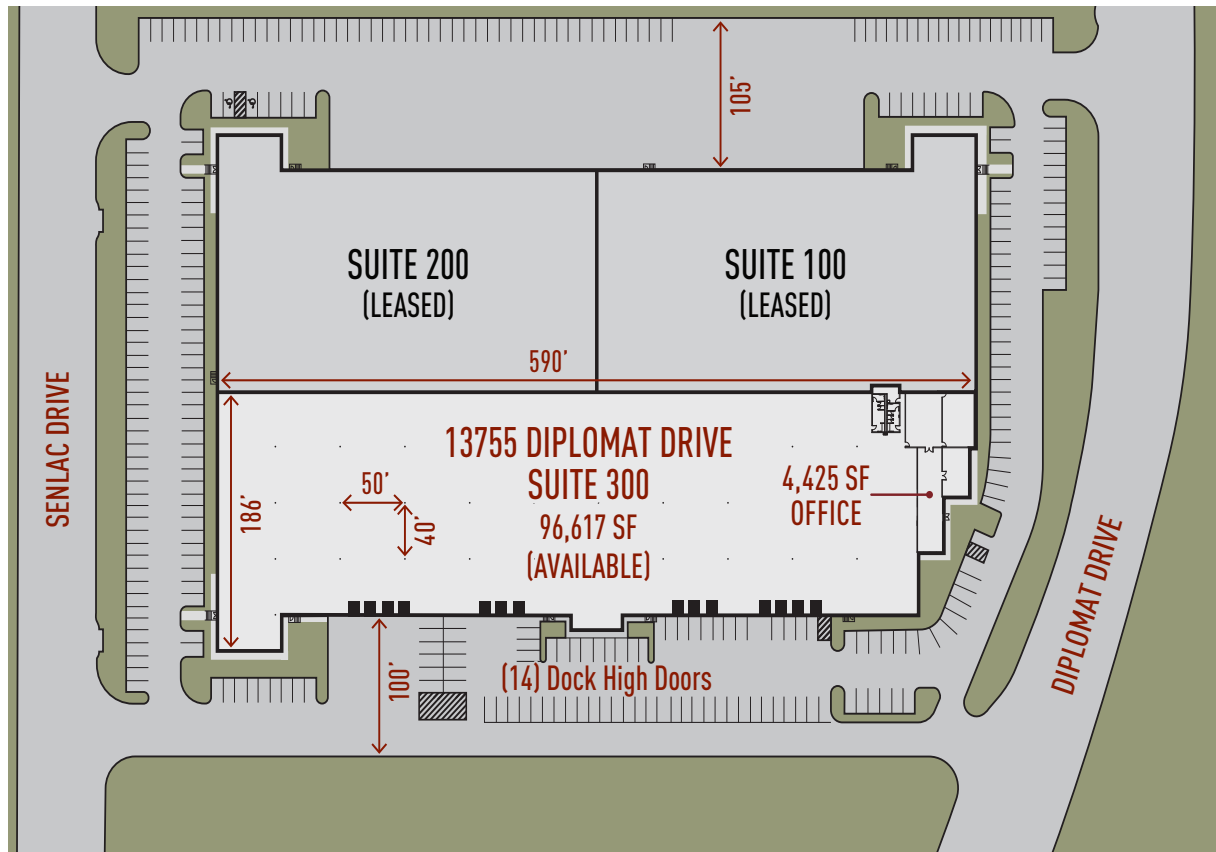 105’
SUITE 200
(LEASED)
SUITE 100
(LEASED)
590’
SENLAC DRIVE
186’
13755 DIPLOMAT DRIVE
SUITE 300
96,617 SF
(AVAILABLE)
50’
40’
4,425 SF
OFFICE
DIPLOMAT DRIVE
100’
(14) Dock High Doors